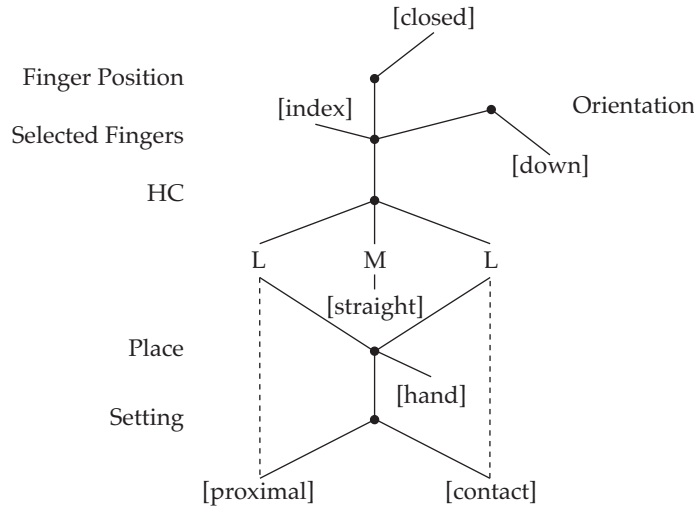 [closed]
Finger Position
[index]
Orientation
Selected Fingers
[down]
HC
L M L
[straight]
Place
[hand]
Setting
[proximal] [contact]